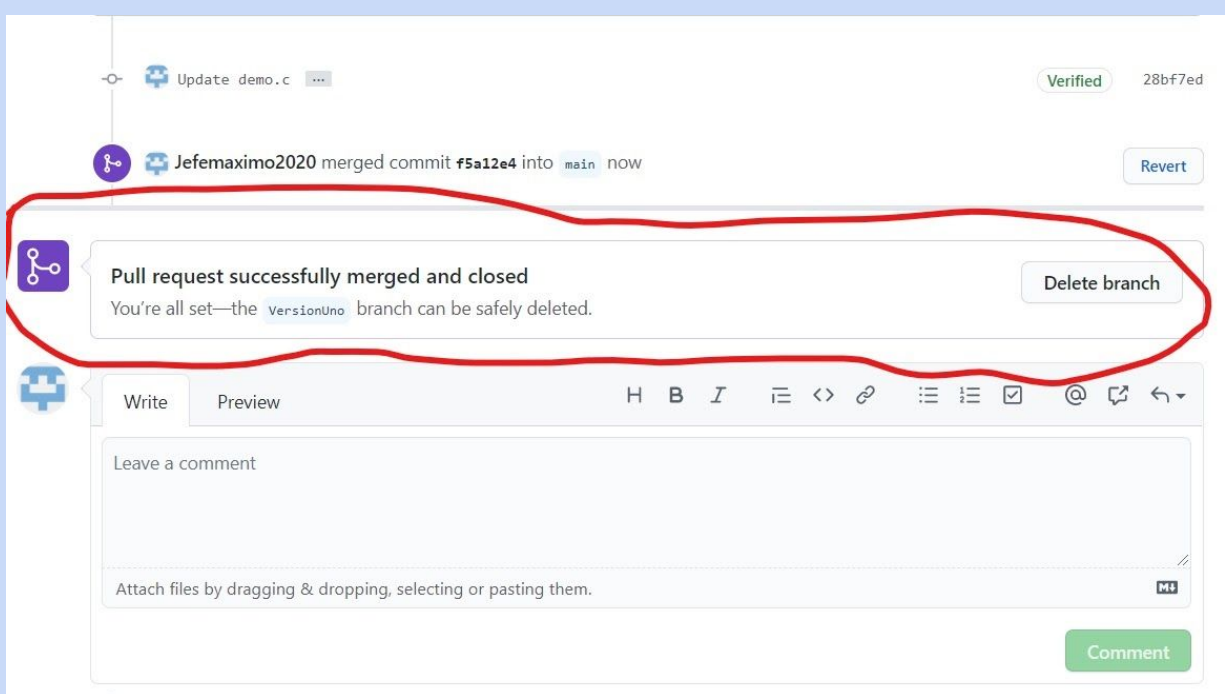 Update demo.c ...
Verified 28bf7ed
Jefemaximo2020 merged commit f5a12e4 into main now
Revert
Pull request successfully merged and closed
You're all set—the VersionUno branch can be safely deleted.
Delete branch
Write Preview
H B I
Leave a comment
Attach files by dragging & dropping, selecting or pasting them.
M↓
Comment